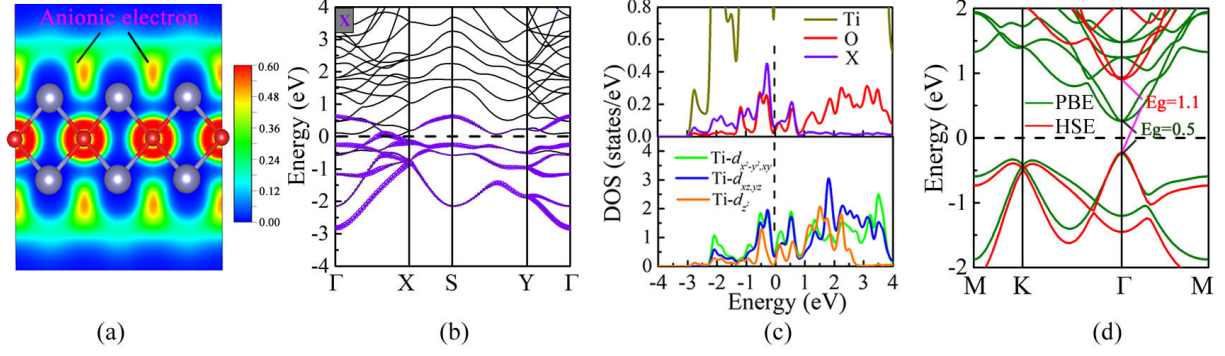 Anionic electron
0.60
0.48
0.36
0.24
0.12
0.00
(a)
X
Energy (eV)
4
3
2
1
0
-1
-2
-3
-4
Γ X S Y Γ
(b)
DOS (states/eV)
0.8
0.6
0.4
0.2
0.0
Ti
O
X
4
3
2
1
0
Ti-d x²-y²,xy
Ti-d xz,yz
Ti-d z²
-4 -3 -2 -1 0 1 2 3 4
Energy (eV)
(c)
Energy (eV)
2
1
0
-1
-2
PBE
HSE
Eg=1.1
Eg=0.5
M K Γ M
(d)